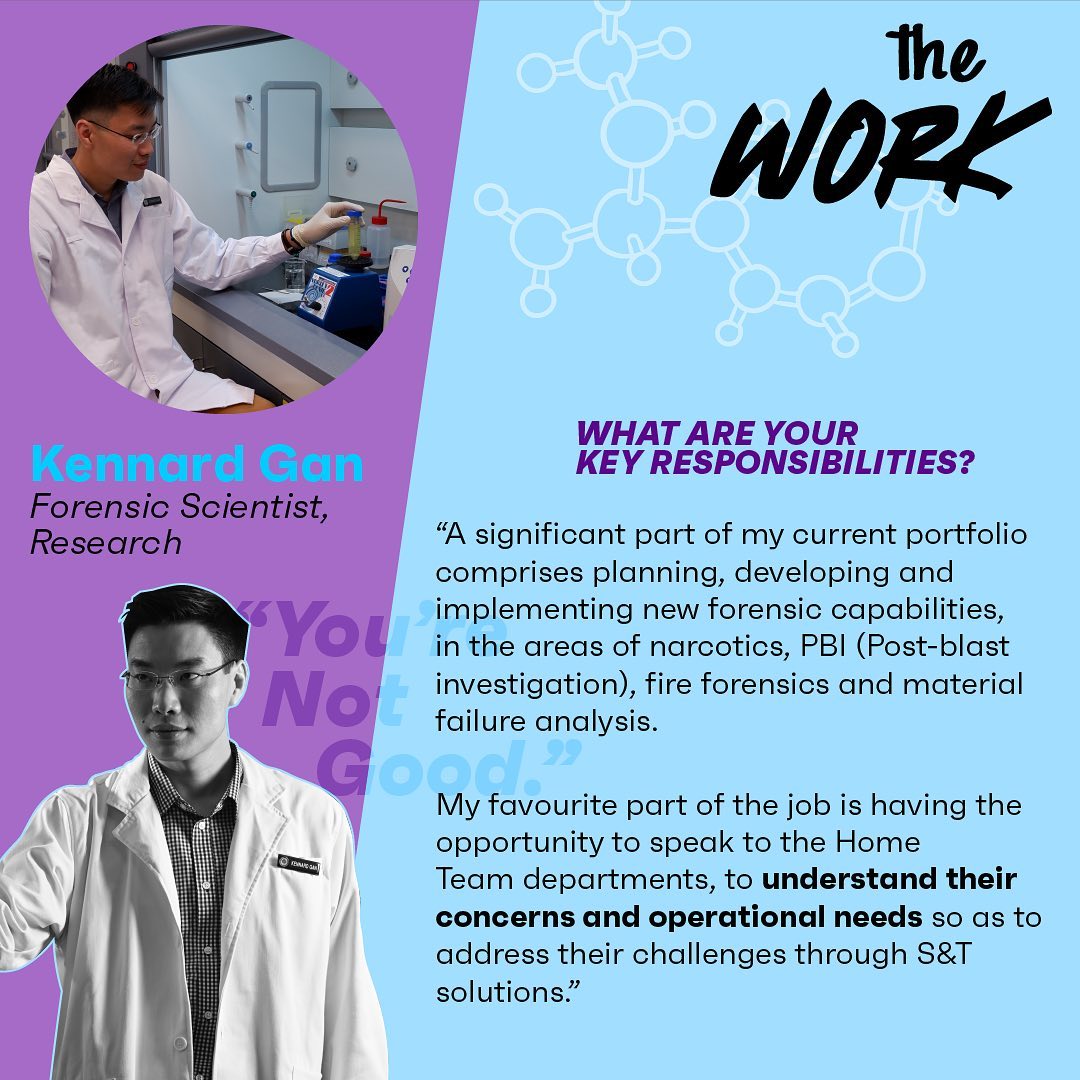 the
WORK
Kennard Gan
Forensic Scientist,
Research
"You're
Not
Good."
KENNARD GAN
WHAT ARE YOUR
KEY RESPONSIBILITIES?
“A significant part of my current portfolio
comprises planning, developing and
implementing new forensic capabilities,
in the areas of narcotics, PBI (Post-blast
investigation), fire forensics and material
failure analysis.
My favourite part of the job is having the
opportunity to speak to the Home
Team departments, to understand their
concerns and operational needs so as to
address their challenges through S&T
solutions.”